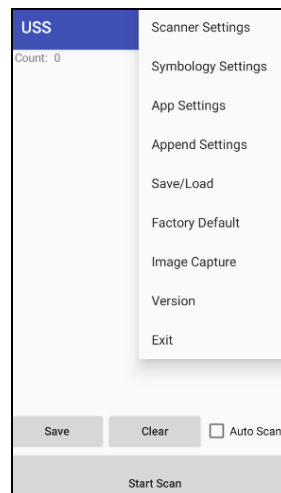 USS
Count: 0
Scanner Settings
Symbology Settings
App Settings
Append Settings
Save/Load
Factory Default
Image Capture
Version
Exit
Save
Clear
Auto Scan
Start Scan